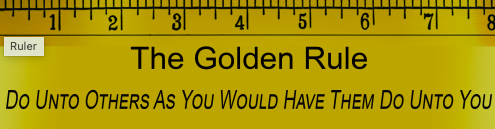 1 2 3 4 5 6 7 8
Ruler
The Golden Rule
Do Unto Others As You Would Have Them Do Unto You